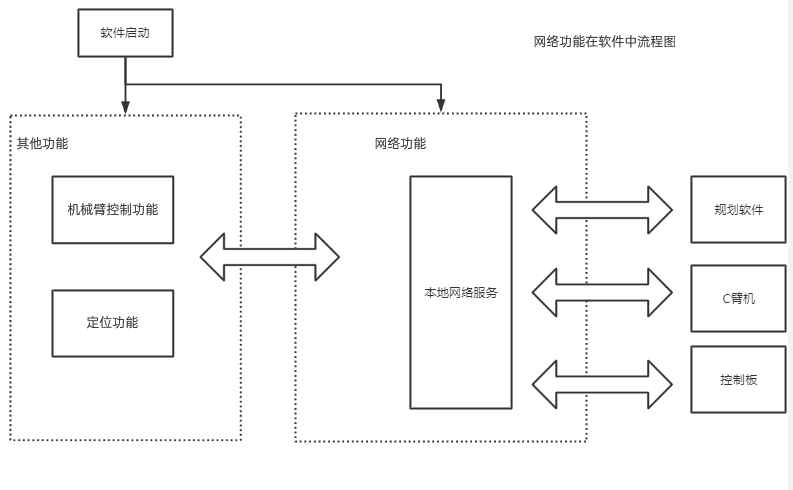 软件启动
网络功能在软件中流程图
其他功能
网络功能
机械臂控制功能
规划软件
本地网络服务
C臂机
定位功能
控制板